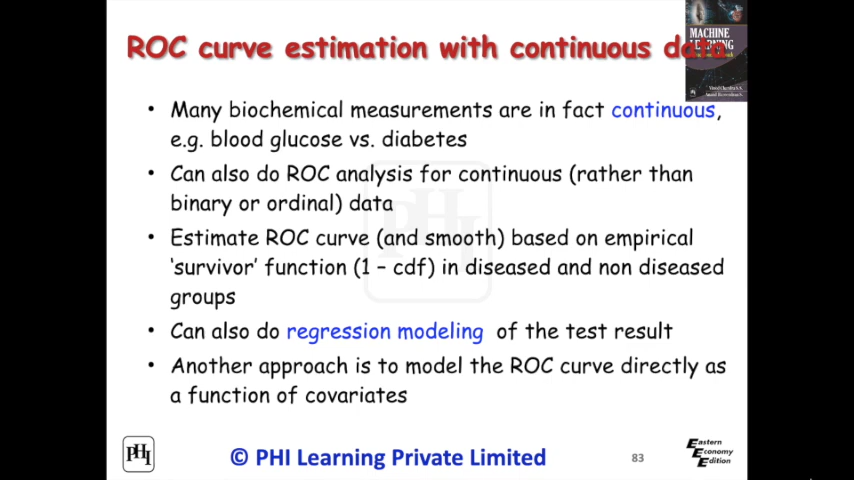 ROC curve estimation with continuous data
MACHINE
LEARNING
• Many biochemical measurements are in fact continuous,
e.g. blood glucose vs. diabetes
• Can also do ROC analysis for continuous (rather than
binary or ordinal) data
• Estimate ROC curve (and smooth) based on empirical
‘survivor’ function (1 – cdf) in diseased and non diseased
groups
• Can also do regression modeling of the test result
• Another approach is to model the ROC curve directly as
a function of covariates
PHI
PHI
© PHI Learning Private Limited
83
Eastern
Economy
Edition